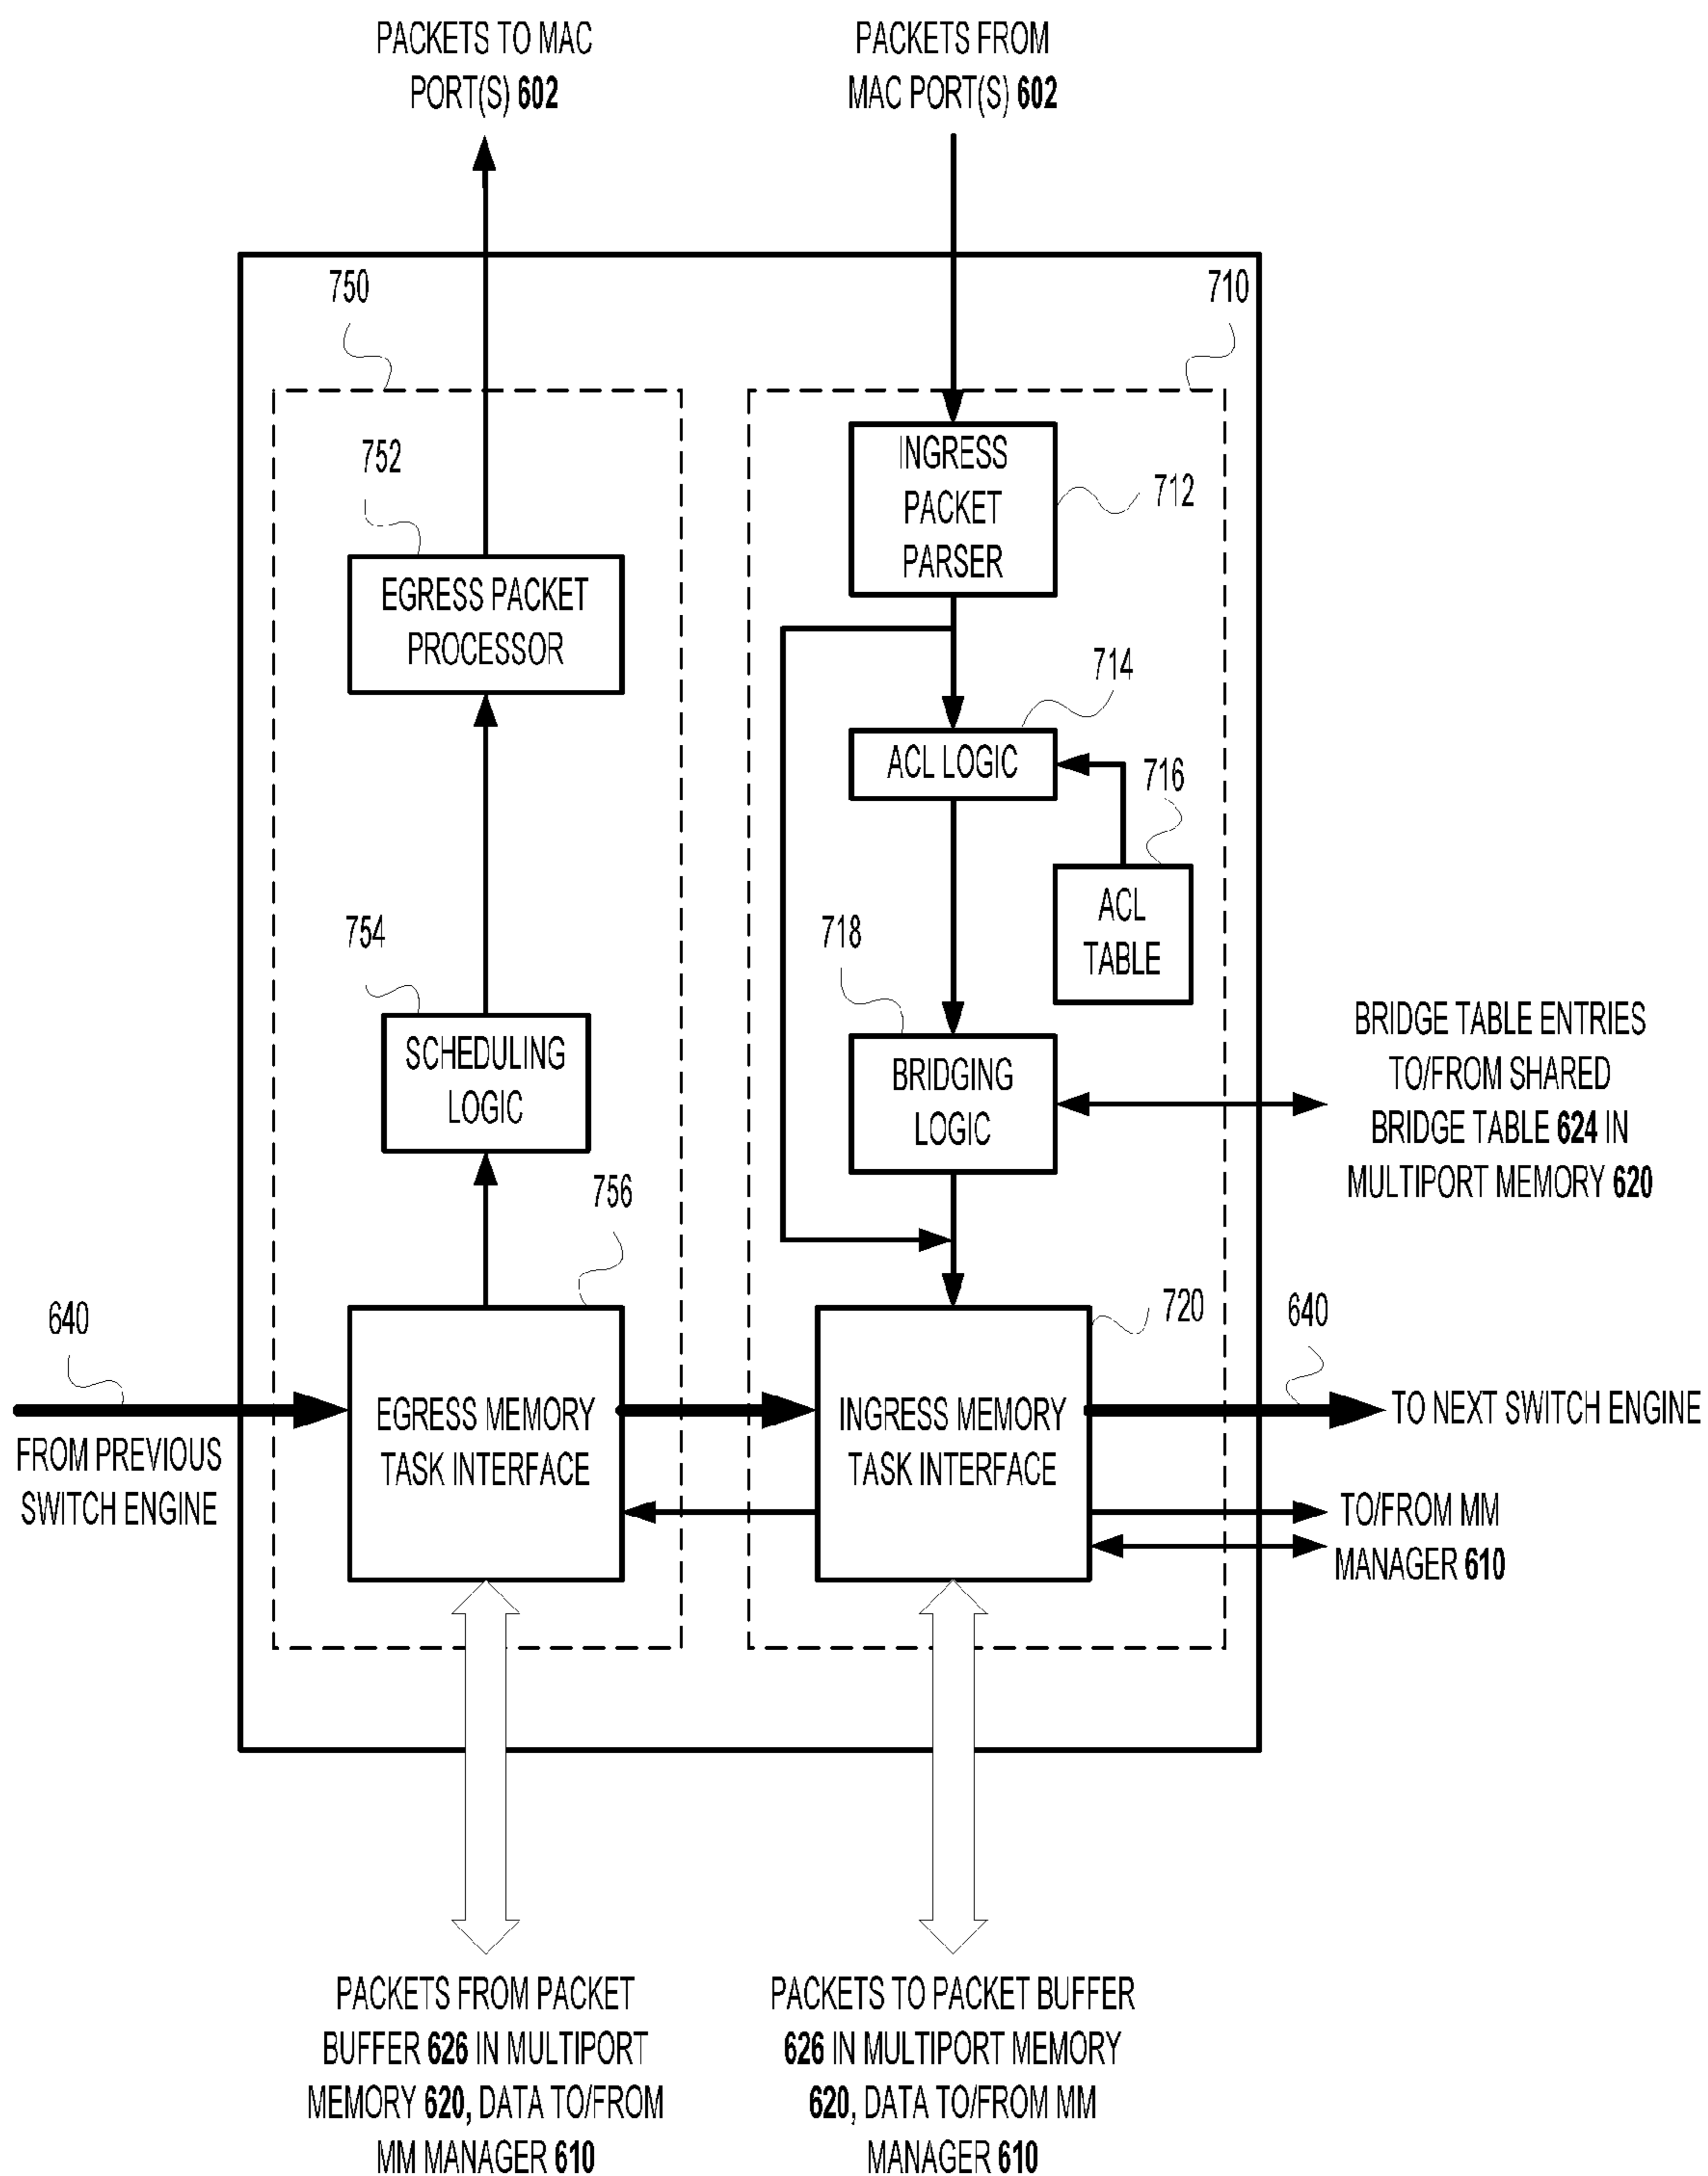 PACKETS TO MAC
PORT(S) 602
PACKETS FROM
MAC PORT(S) 602
750
710
752
INGRESS
PACKET
PARSER
712
EGRESS PACKET
PROCESSOR
714
ACL LOGIC
716
ACL
TABLE
754
718
SCHEDULING
LOGIC
BRIDGING
LOGIC
BRIDGE TABLE ENTRIES
TO/FROM SHARED
BRIDGE TABLE 624 IN
MULTIPORT MEMORY 620
756
640
720
640
EGRESS MEMORY
TASK INTERFACE
INGRESS MEMORY
TASK INTERFACE
TO NEXT SWITCH ENGINE
FROM PREVIOUS
SWITCH ENGINE
TO/FROM MM
MANAGER 610
PACKETS FROM PACKET
BUFFER 626 IN MULTIPORT
MEMORY 620, DATA TO/FROM
MM MANAGER 610
PACKETS TO PACKET BUFFER
626 IN MULTIPORT MEMORY
620, DATA TO/FROM MM
MANAGER 610